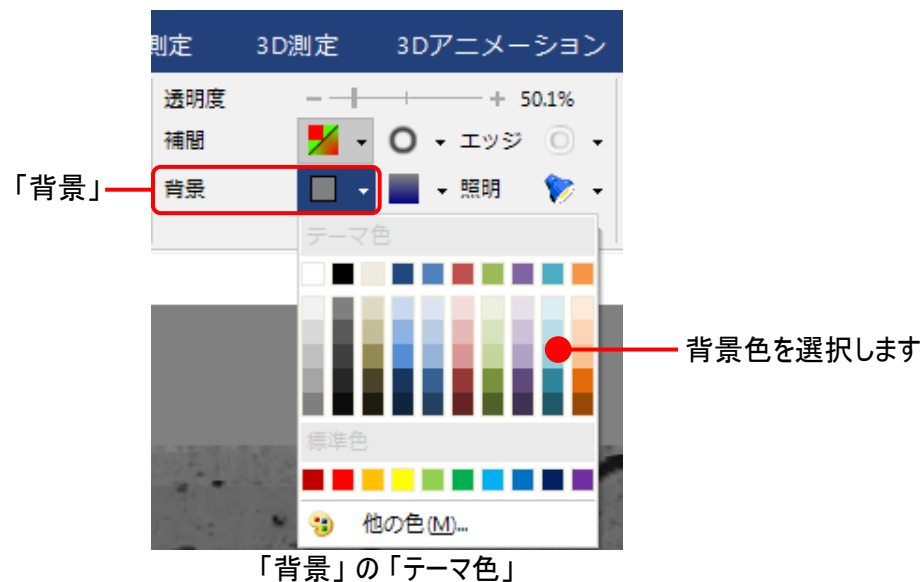 測定 3D測定 3Dアニメーション
透明度 50.1%
補間 エッジ
「背景」 背景 照明
テーマ色
背景色を選択します
標準色
他の色(M)...
「背景」の「テーマ色」